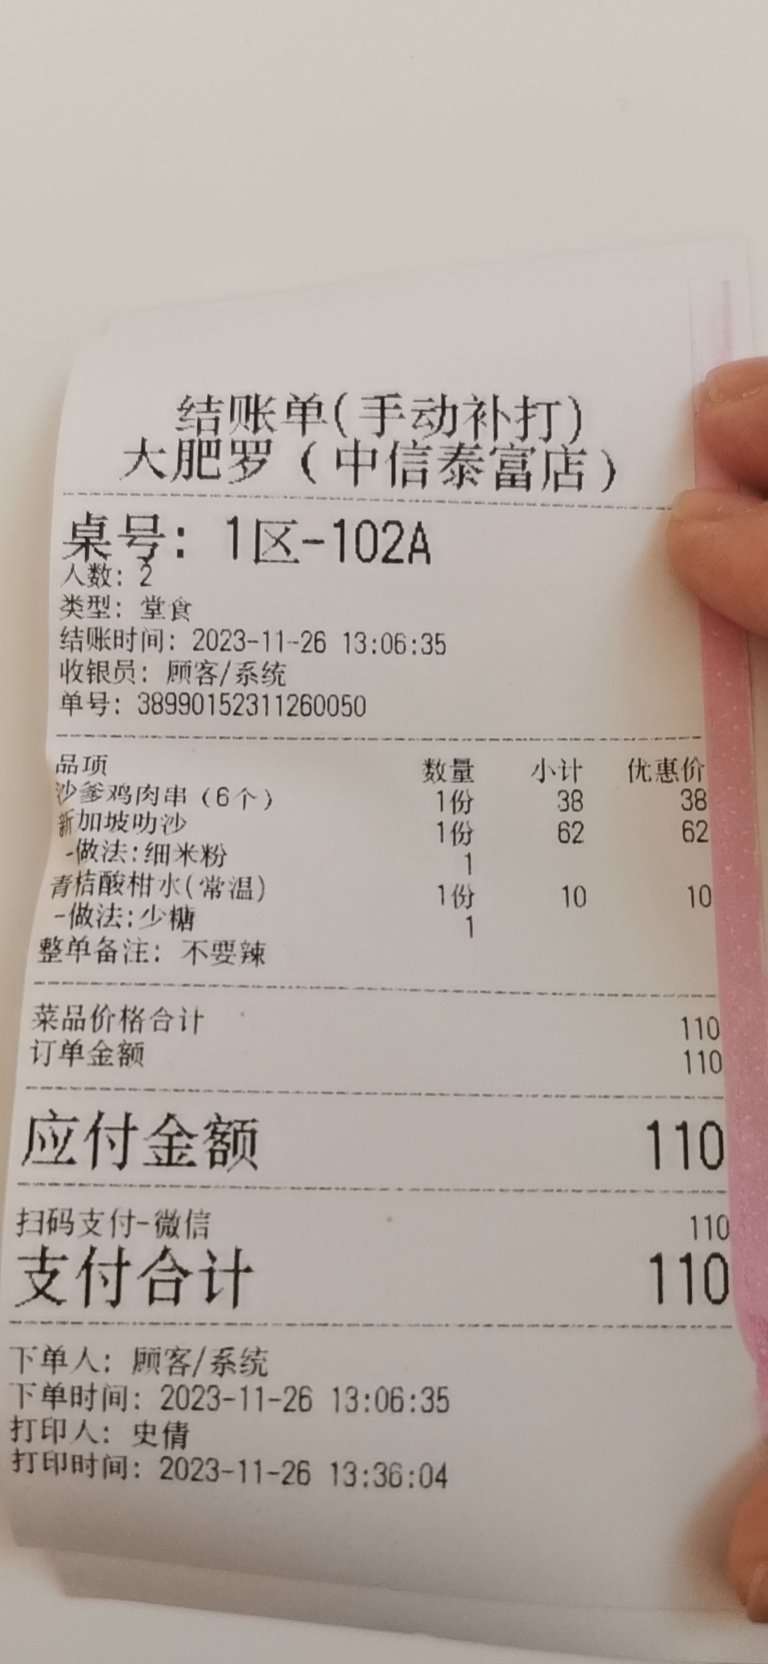 结账单(手动补打)
大肥罗(中信泰富店)
桌号: 1区-102A
人数: 2
类型: 堂食
结账时间: 2023-11-26 13:06:35
收银员: 顾客/系统
单号: 38990152311260050
品项 数量 小计 优惠价
沙爹鸡肉串(6个) 1份 38 38
新加坡叻沙 1份 62 62
-做法:细米粉 1
青桔酸柑水(常温) 1份 10 10
-做法:少糖 1
整单备注: 不要辣
菜品价格合计 110
订单金额 110
应付金额 110
扫码支付-微信 110
支付合计 110
下单人: 顾客/系统
下单时间: 2023-11-26 13:06:35
打印人: 史倩
打印时间: 2023-11-26 13:36:04